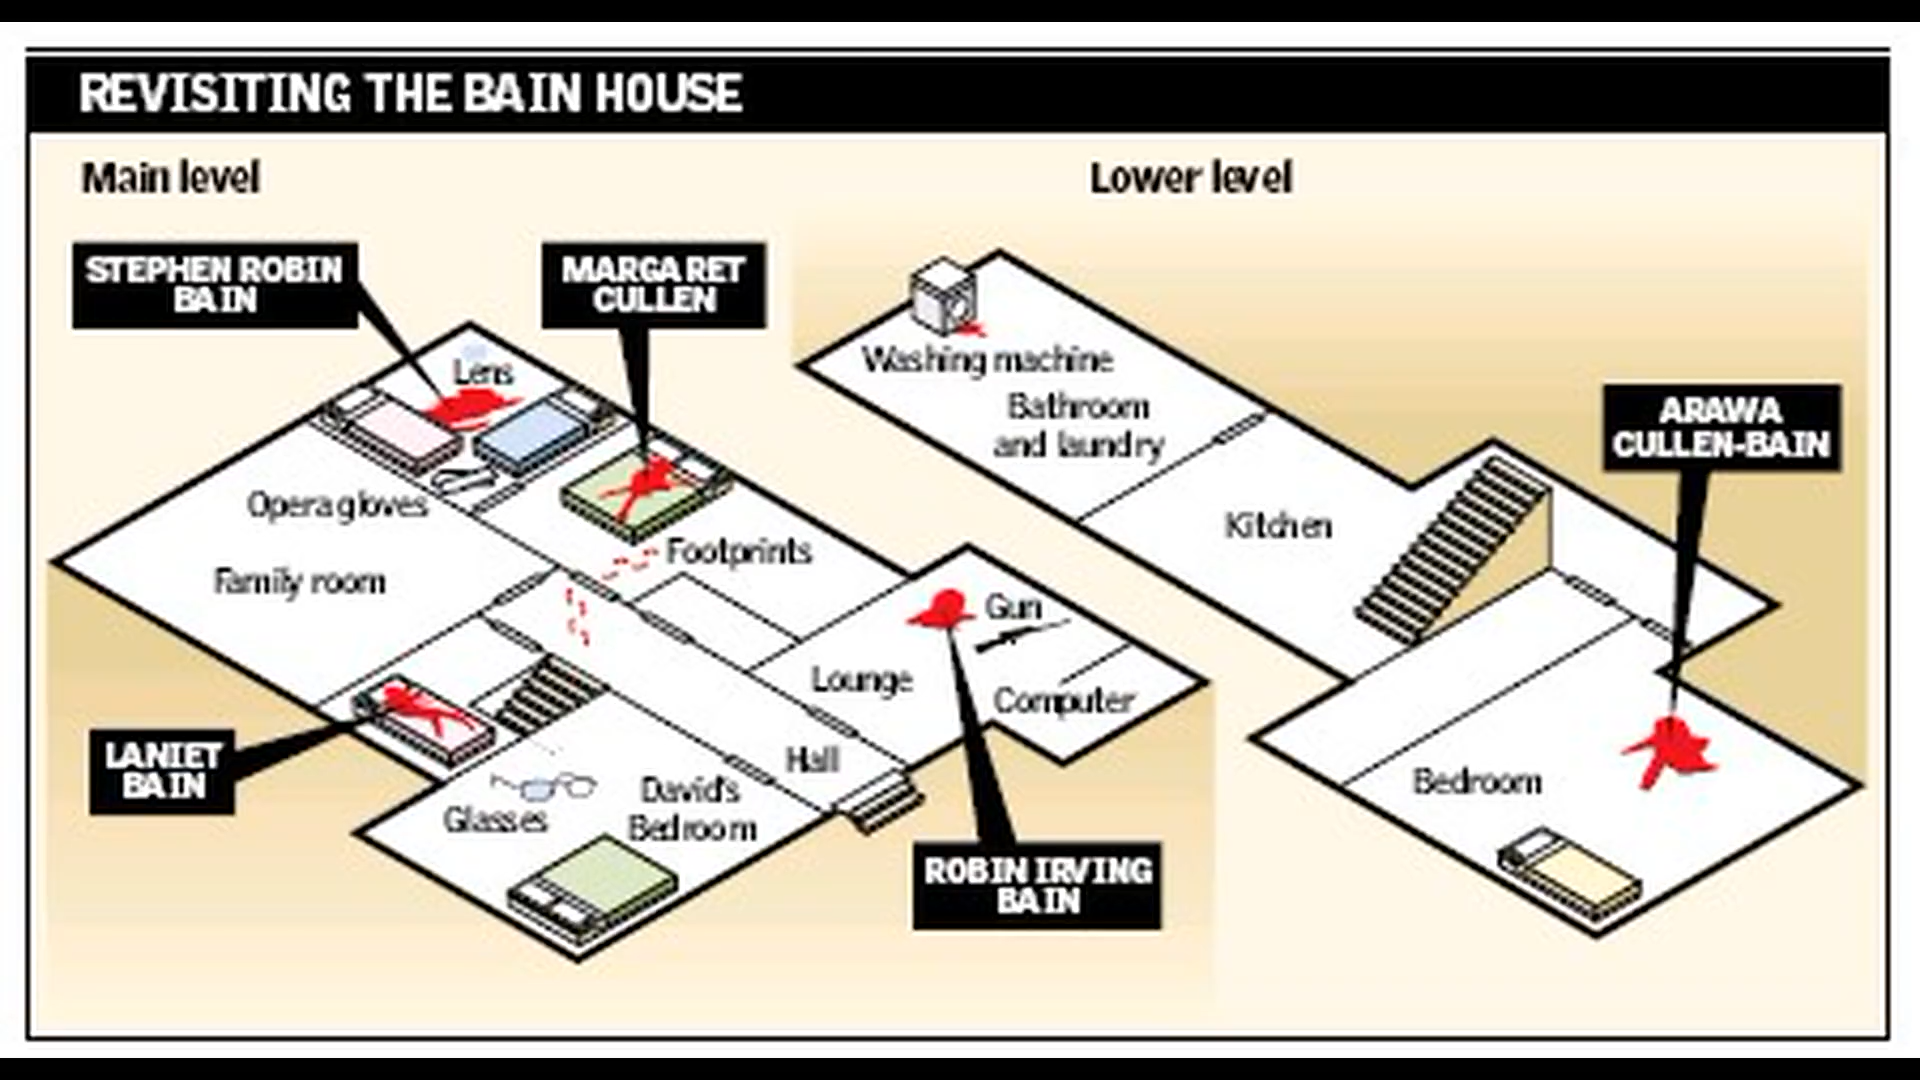 REVISITING THE BAIN HOUSE
Main level
Lower level
STEPHEN ROBIN
BAIN
MARGARET
CULLEN
Lens
Opera gloves
Family room
Footprints
LANIET
BAIN
Glasses
David's
Bedroom
Hall
Lounge
Gun
Computer
ROBIN IRVING
BAIN
Washing machine
Bathroom
and laundry
Kitchen
ARAWA
CULLEN-BAIN
Bedroom